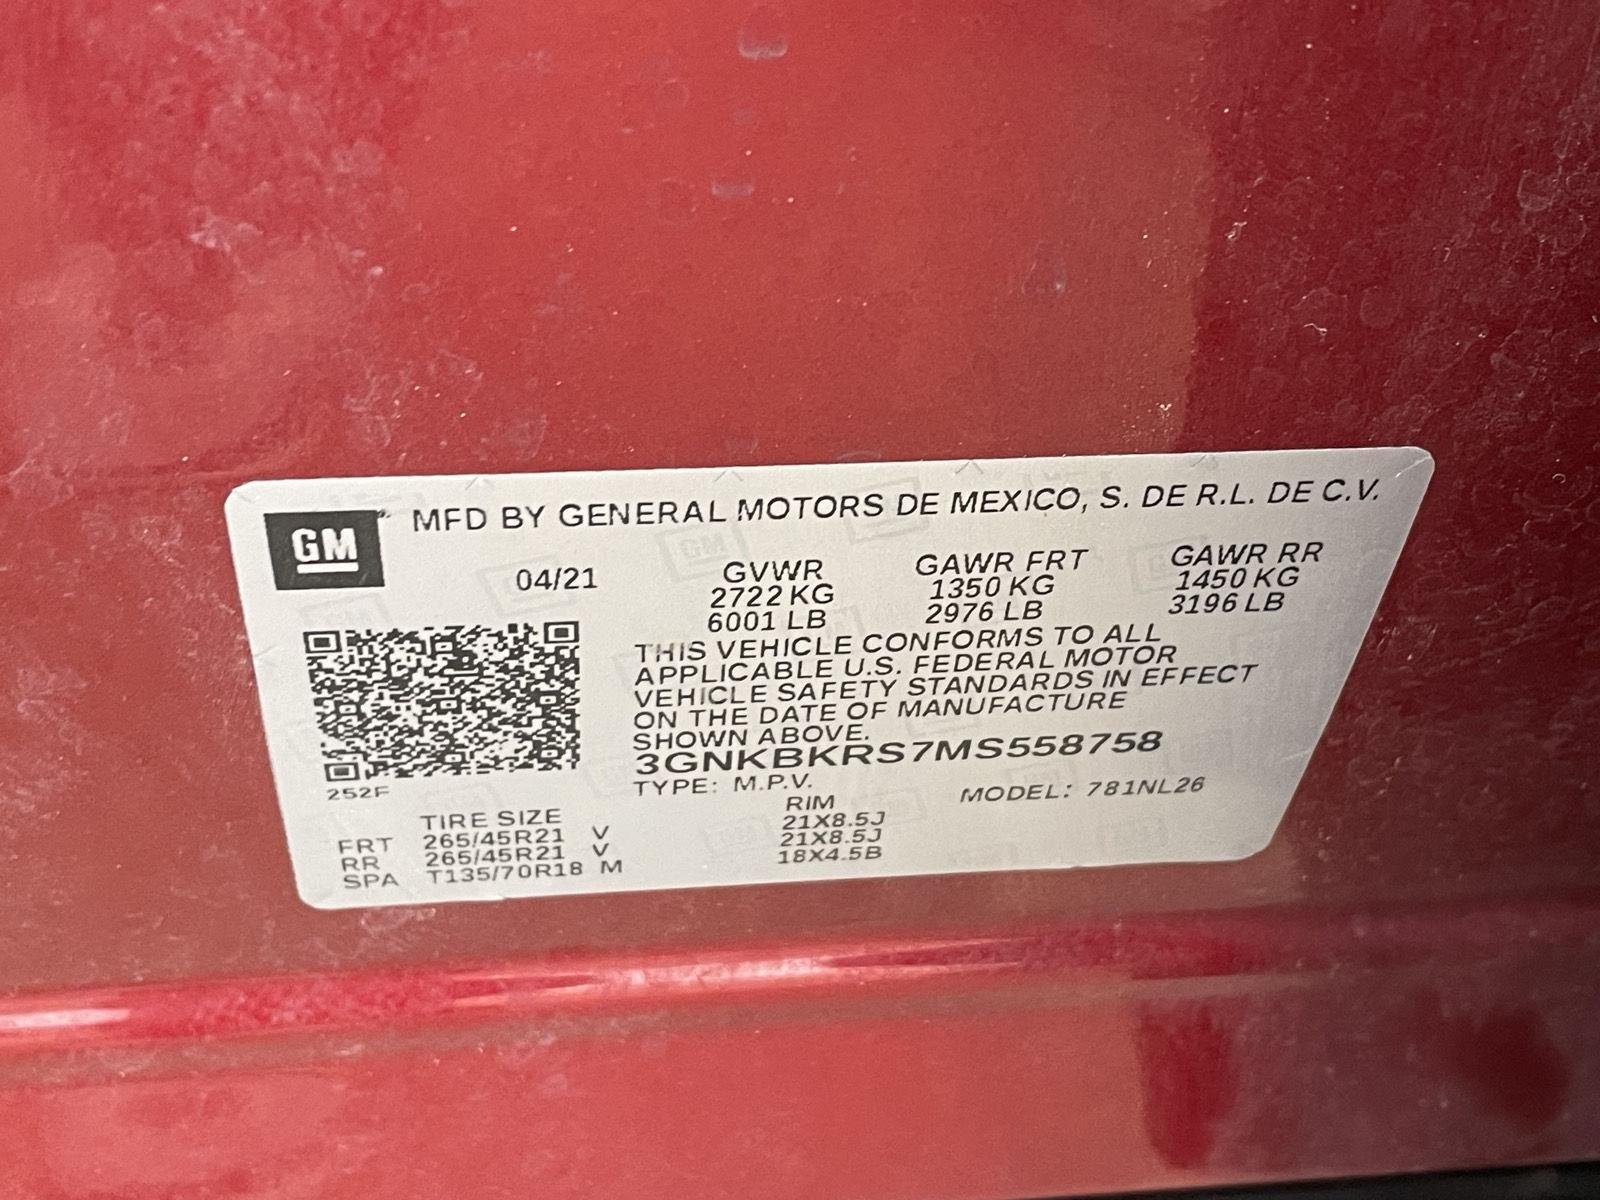 GM
MFD BY GENERAL MOTORS DE MEXICO, S. DE R.L. DE C.V.
04/21
GVWR GAWR FRT GAWR RR
2722 KG 1350 KG 1450 KG
6001 LB 2976 LB 3196 LB
THIS VEHICLE CONFORMS TO ALL
APPLICABLE U.S. FEDERAL MOTOR
VEHICLE SAFETY STANDARDS IN EFFECT
ON THE DATE OF MANUFACTURE
SHOWN ABOVE.
3GNKBKRS7MS558758
252F
TYPE: M.P.V. MODEL: 781NL26
TIRE SIZE RIM
FRT 265/45R21 V 21X8.5J
RR 265/45R21 V 21X8.5J
SPA T135/70R18 M 18X4.5B